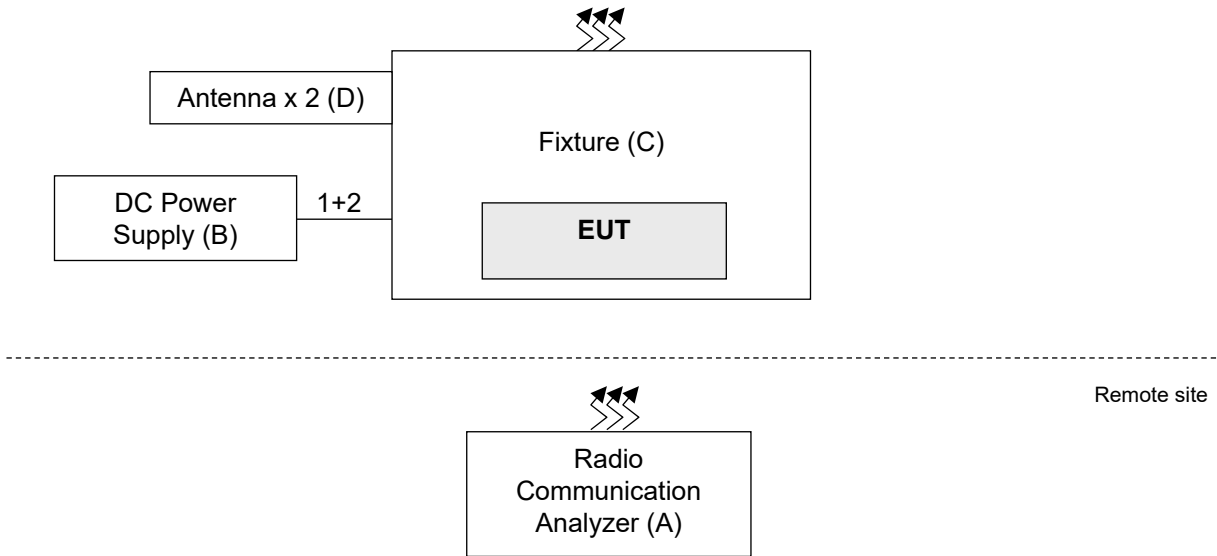 Antenna x 2 (D)
Fixture (C)
DC Power
Supply (B)
1+2
EUT
Remote site
Radio
Communication
Analyzer (A)